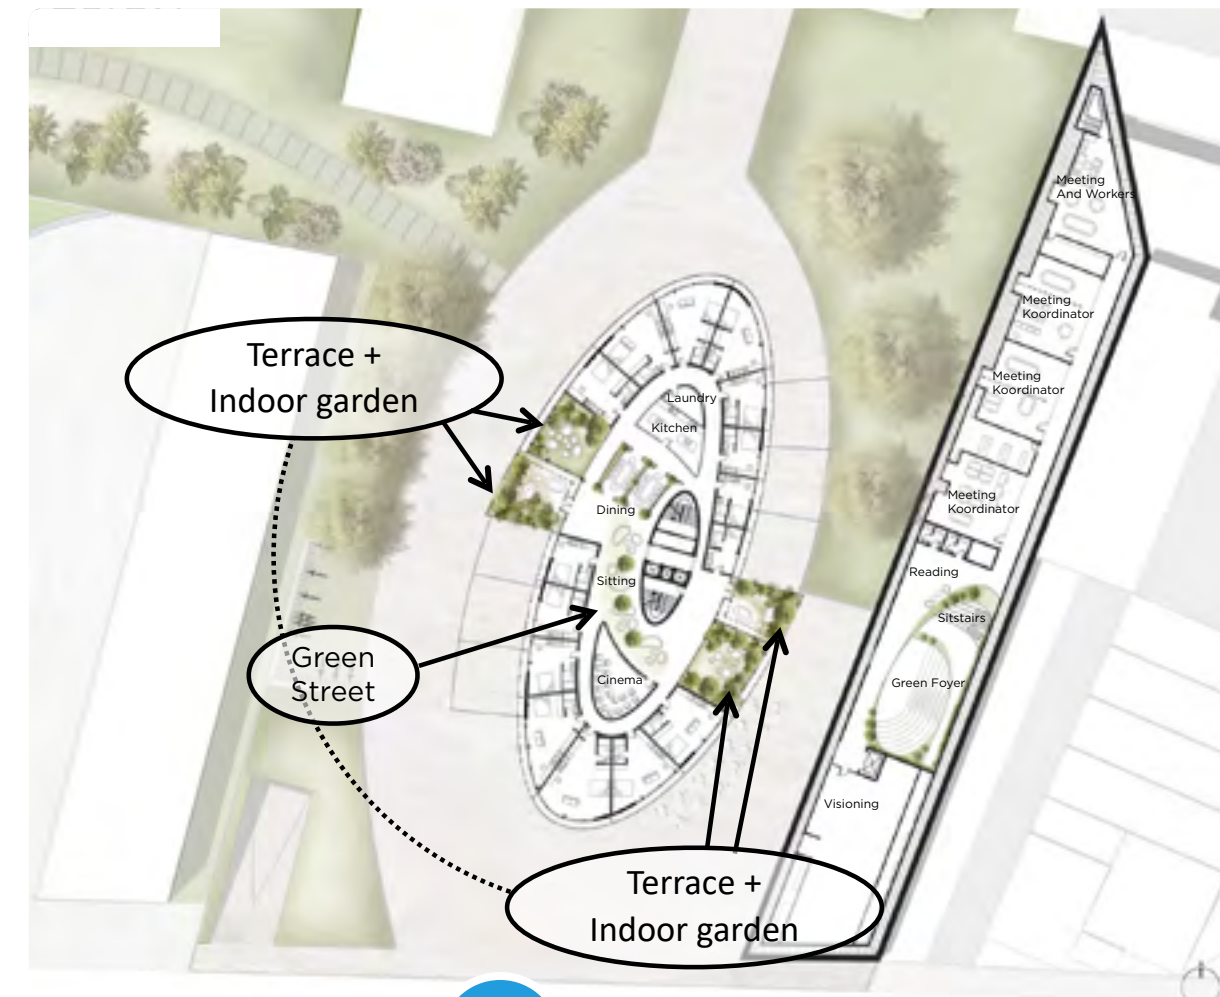 Meeting
And Workers
Meeting
Koordinator
Terrace +
Indoor garden
Meeting
Koordinator
Laundry
Kitchen
Meeting
Koordinator
Dining
Reading
Sitting
Sitstairs
Green
Street
Cinema
Green Foyer
Visioning
Terrace +
Indoor garden